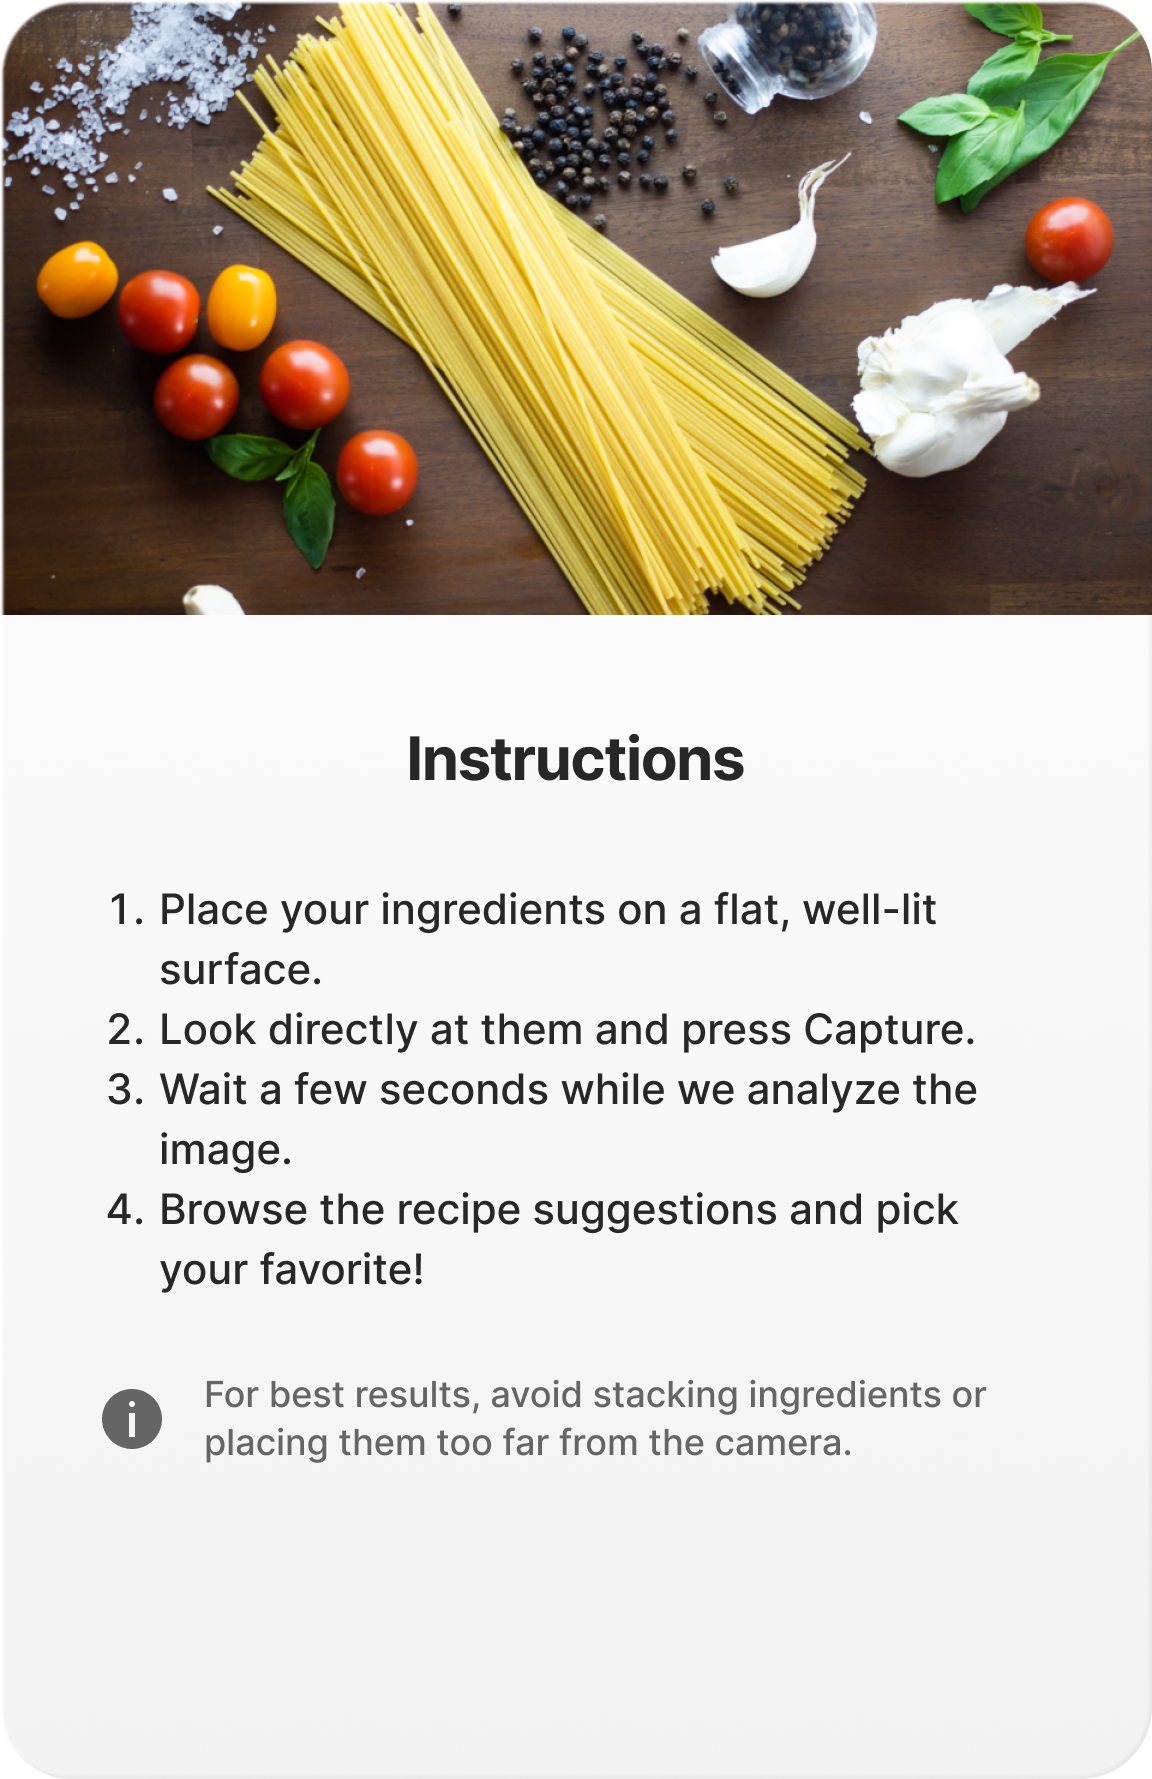 Instructions
1. Place your ingredients on a flat, well-lit
surface.
2. Look directly at them and press Capture.
3. Wait a few seconds while we analyze the
image.
4. Browse the recipe suggestions and pick
your favorite!
For best results, avoid stacking ingredients or
placing them too far from the camera.